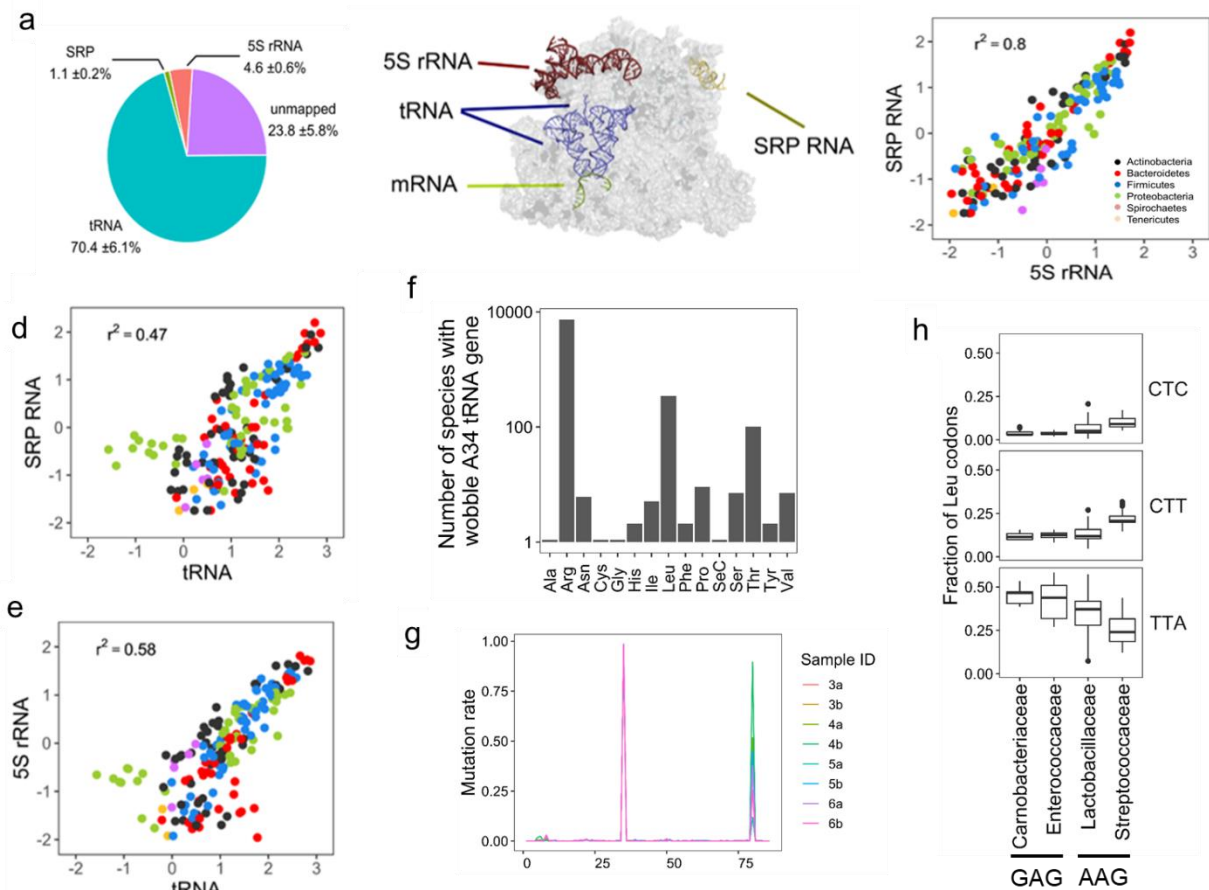 a
SRP
1.1 ±0.2%
5S rRNA
4.6 ±0.6%
unmapped
23.8 ±5.8%
tRNA
70.4 ±6.1%
5S rRNA
tRNA
mRNA
SRP RNA
r² = 0.8
SRP RNA
2
1
0
-1
-2
-2 -1 0 1 2 3
5S rRNA
Actinobacteria
Bacteroidetes
Firmicutes
Proteobacteria
Spirochaetes
Tenericutes
d
r² = 0.47
SRP RNA
2
1
0
-1
-2
-2 -1 0 1 2 3
tRNA
e
r² = 0.58
5S rRNA
2
1
0
-1
-2
-2 -1 0 1 2 3
tRNA
f
Number of species with
wobble A34 tRNA gene
10000
100
1
Ala Arg Asn Cys Gly His Ile Leu Phe Pro SeC Ser Thr Tyr Val
g
Mutation rate
1.00
0.75
0.50
0.25
0.00
0 25 50 75
Sample ID
3a
3b
4a
4b
5a
5b
6a
6b
h
Fraction of Leu codons
0.50
0.25
0.00
CTC
0.50
0.25
0.00
CTT
0.50
0.25
0.00
TTA
Carnobacteriaceae
Enterococcaceae
Lactobacillaceae
Streptococcaceae
GAG AAG